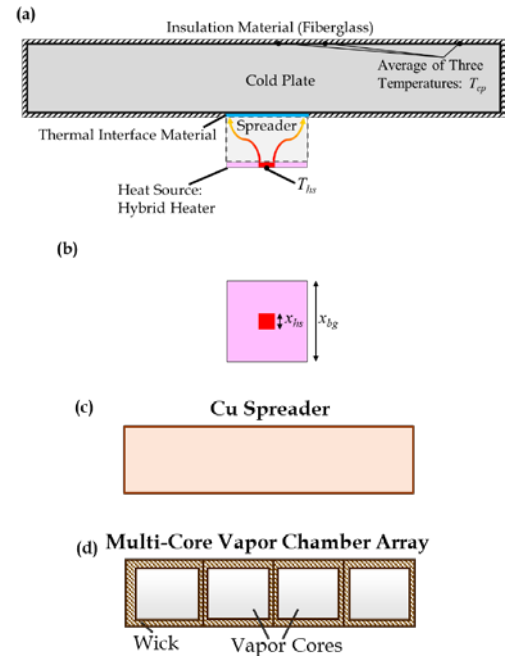 (a)
Insulation Material (Fiberglass)
Average of Three
Temperatures: Tcp
Cold Plate
Thermal Interface Material
Spreader
Heat Source:
Hybrid Heater
Ths
(b)
xhs
xbg
(c)
Cu Spreader
(d)
Multi-Core Vapor Chamber Array
Wick
Vapor Cores